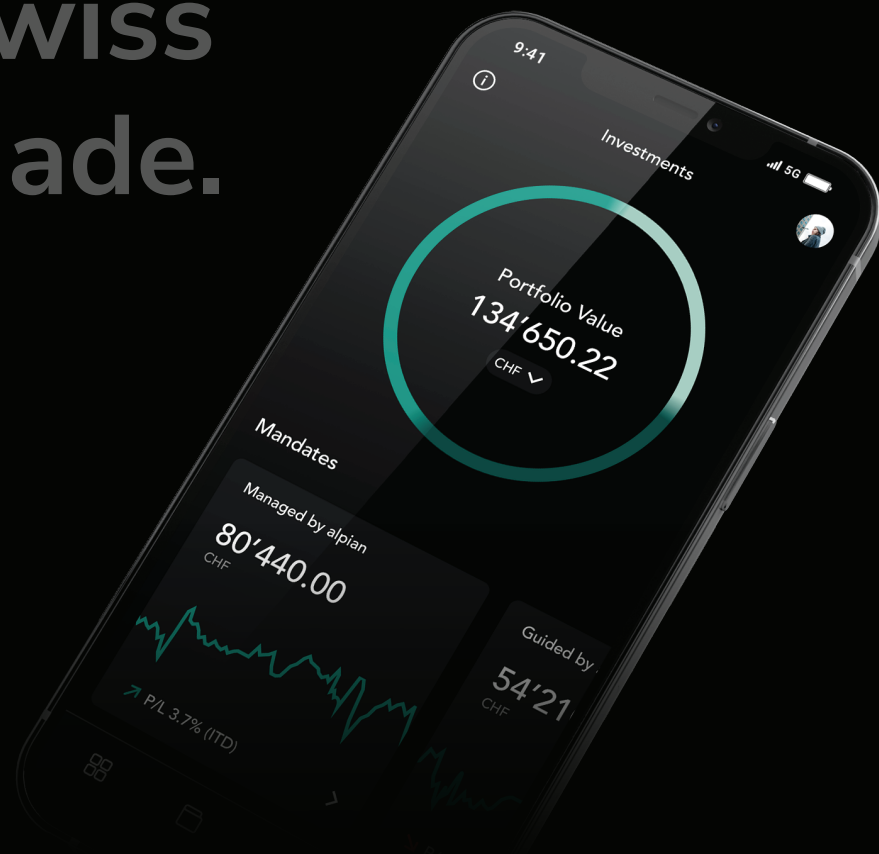 wiss
ade.
9:41
5G
Investments
Portfolio Value
134’650.22
CHF
Mandates
Managed by alpian
80’440.00
CHF
P/L 3.7% (ITD)
Guided by
54’21
CHF